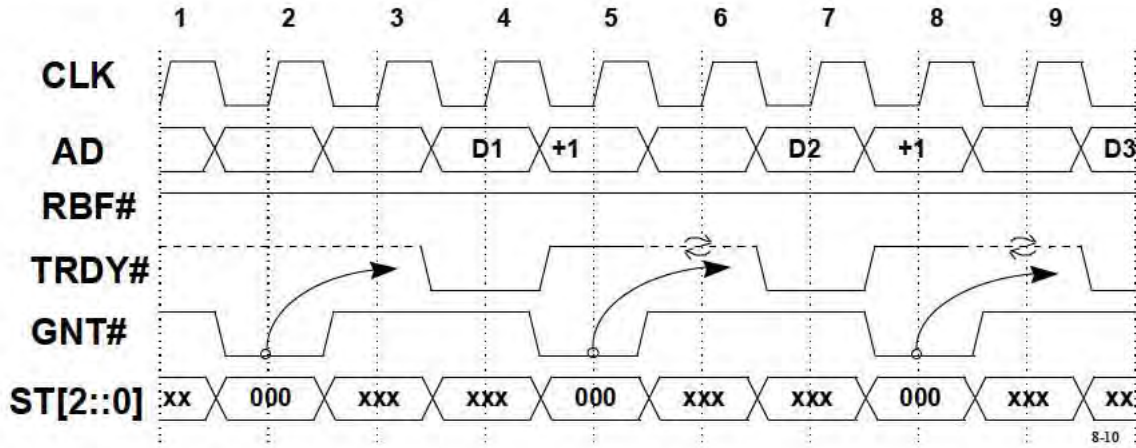 1 2 3 4 5 6 7 8 9
CLK
AD D1 +1 D2 +1 D3
RBF#
TRDY#
GNT#
ST[2::0] xx 000 xxx xxx 000 xxx xxx 000 xxx xx
8-10